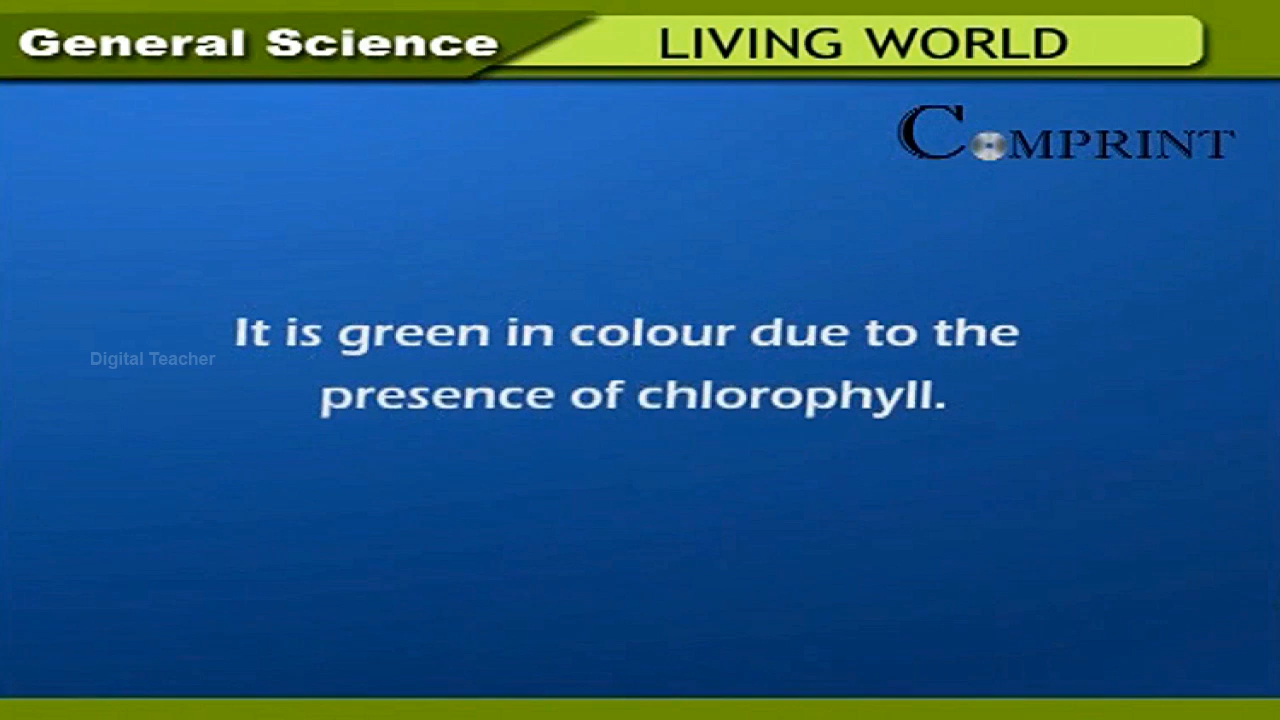 General Science
LIVING WORLD
COMPRINT
It is green in colour due to the
Digital Teacher
presence of chlorophyll.